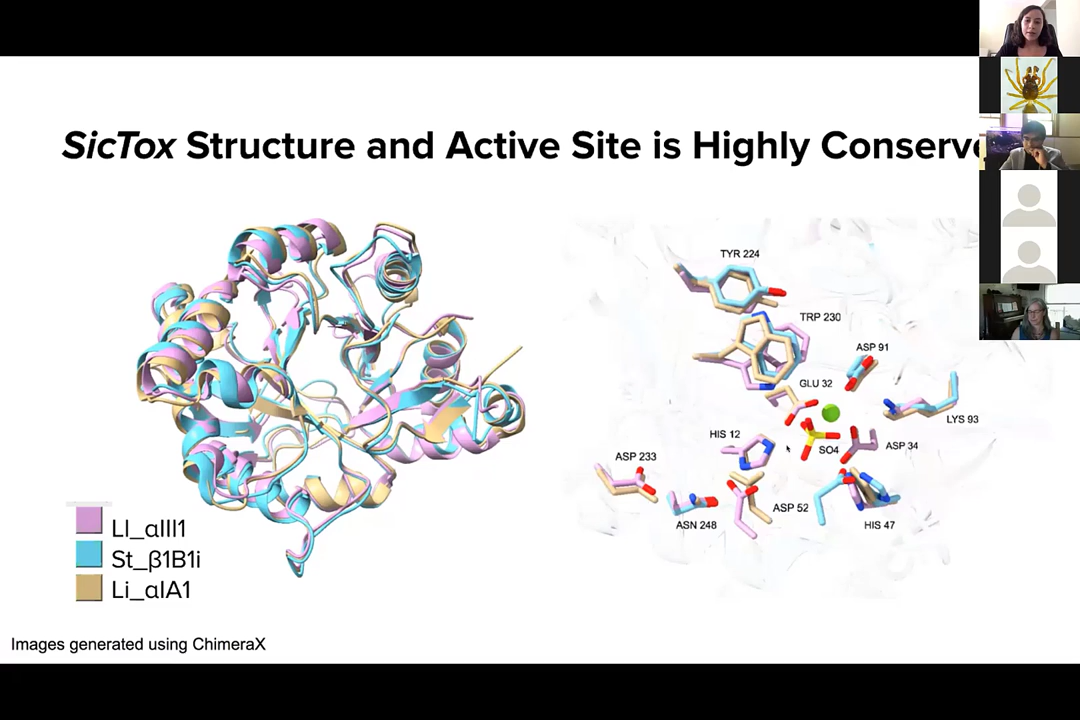 SicTox Structure and Active Site is Highly Conserve
TYR 224
TRP 230
ASP 91
GLU 32
LYS 93
HIS 12
SO4
ASP 34
ASP 233
ASP 52
ASN 248
HIS 47
Ll_αIII1
St_β1B1i
Li_αIA1
Images generated using ChimeraX